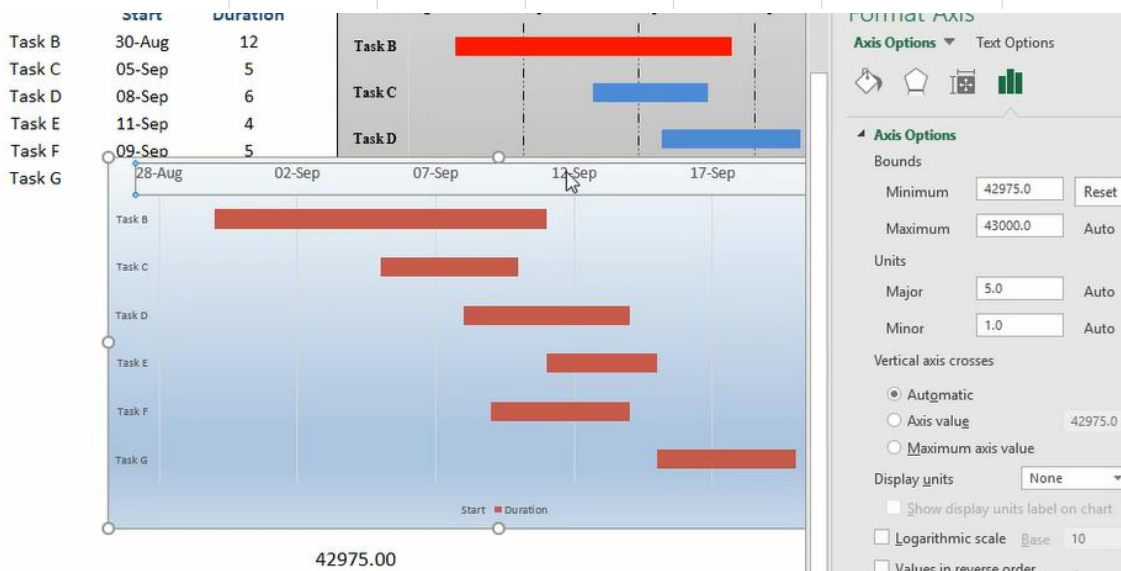 Start Duration
Task B 30-Aug 12
Task C 05-Sep 5
Task D 08-Sep 6
Task E 11-Sep 4
Task F 09-Sep 5
Task G
Task B
Task C
Task D
28-Aug 02-Sep 07-Sep 12-Sep 17-Sep
Task B
Task C
Task D
Task E
Task F
Task G
Start Duration
42975.00
Format Axis
Axis Options Text Options
Axis Options
Bounds
Minimum 42975.0 Reset
Maximum 43000.0 Auto
Units
Major 5.0 Auto
Minor 1.0 Auto
Vertical axis crosses
Automatic
Axis value 42975.0
Maximum axis value
Display units None
Show display units label on chart
Logarithmic scale Base 10
Values in reverse order